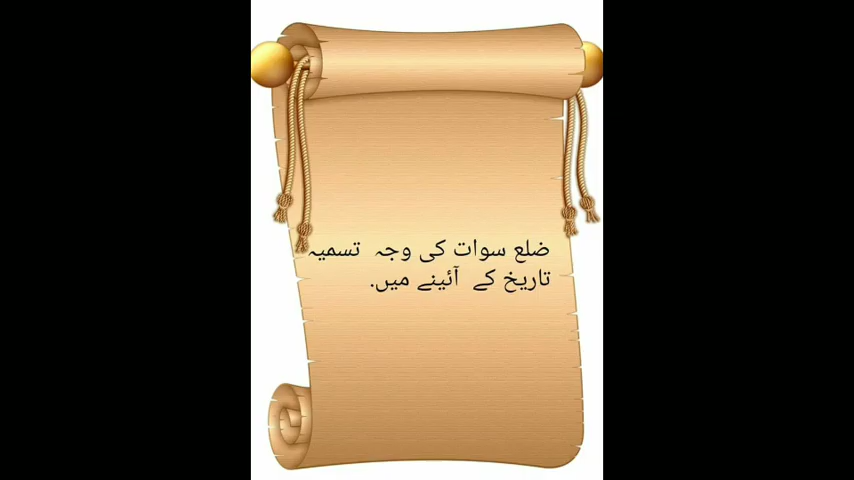 ضلع سوات کی وجہ تسمیہ
تاریخ کے آئینے میں.